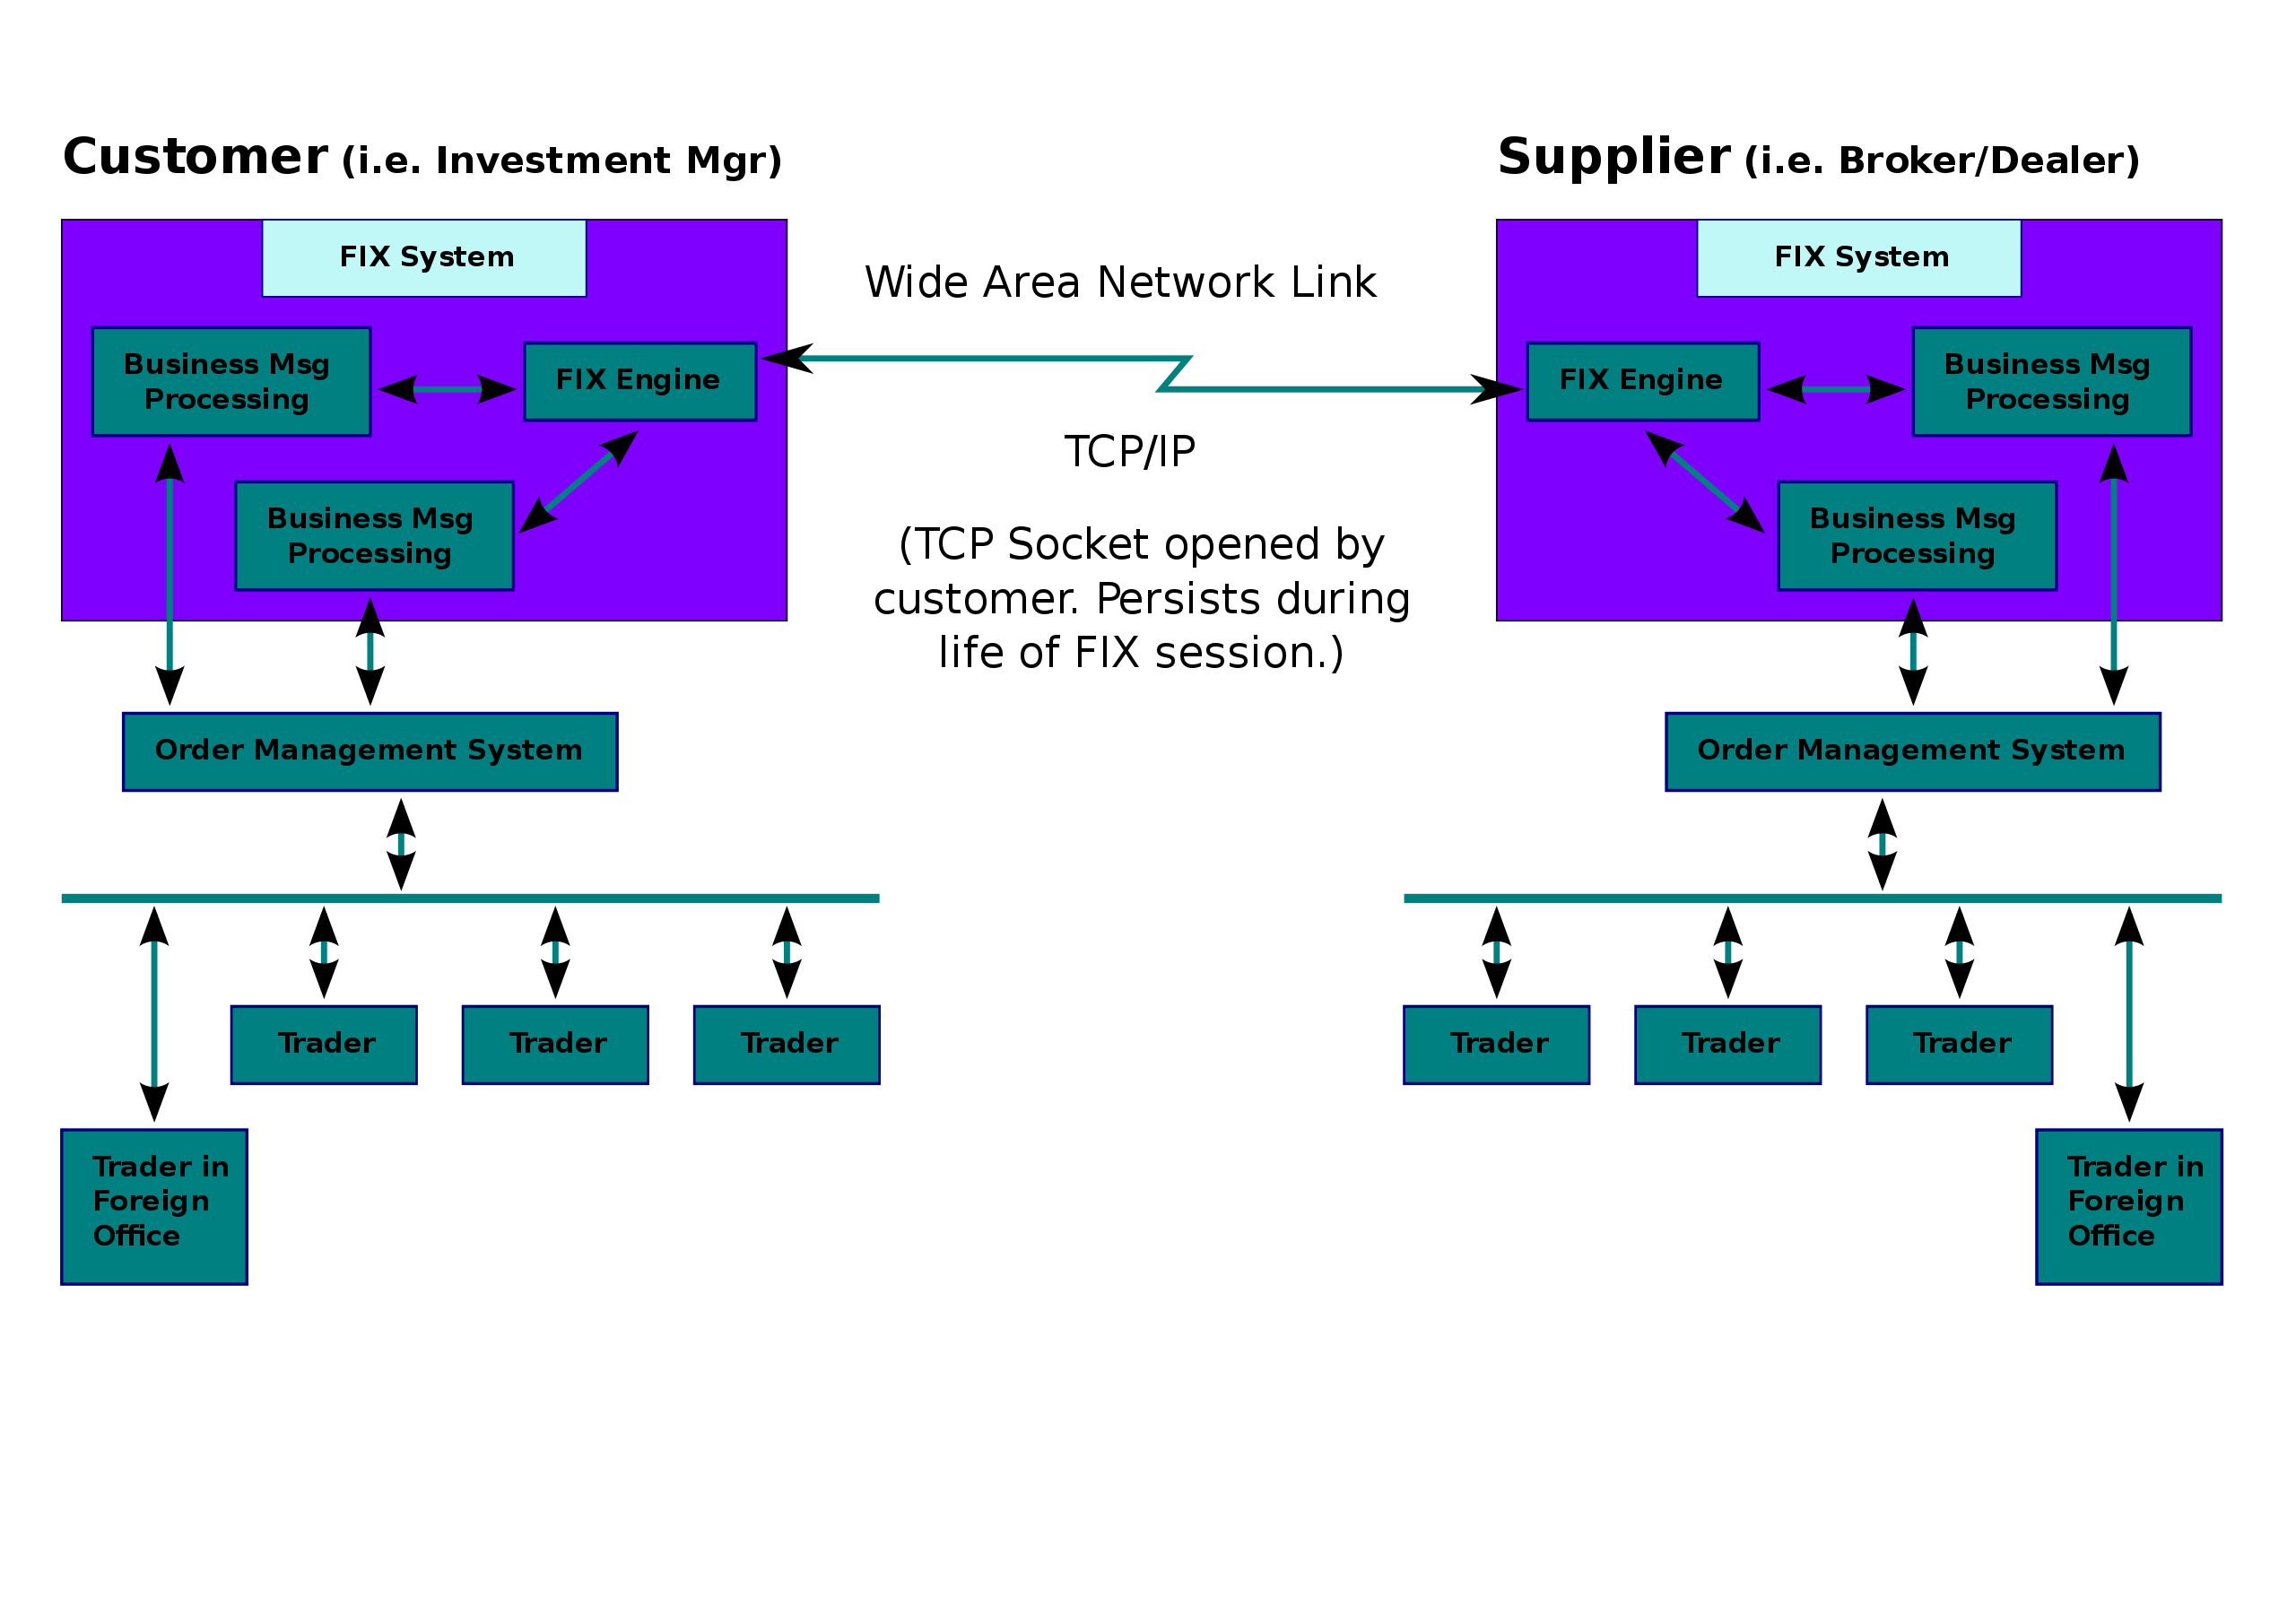 Customer (i.e. Investment Mgr)
FIX System
Business Msg
Processing
FIX Engine
Business Msg
Processing
Order Management System
Trader
Trader
Trader
Trader in
Foreign
Office
Wide Area Network Link
TCP/IP
(TCP Socket opened by
customer. Persists during
life of FIX session.)
Supplier (i.e. Broker/Dealer)
FIX System
FIX Engine
Business Msg
Processing
Business Msg
Processing
Order Management System
Trader
Trader
Trader
Trader in
Foreign
Office